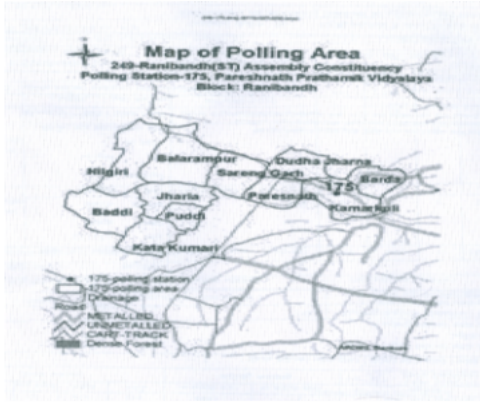 Map of Polling Area
249-Ranibandh(ST) Assembly Constituency
Polling Station-175, Pareshnath Prathamik Vidyalaya
Block: Ranibandh
Dudha Jharna
Balarampur
Sareng Gach
Nilgiri
175
Barda
Jharia
Paresnath
Baddi
Puddi
Kamarkuli
Kata Kumari
175-polling station
175-polling area
Drainage
Road
METALLED
UNMETALLED
CART-TRACK
Dense Forest